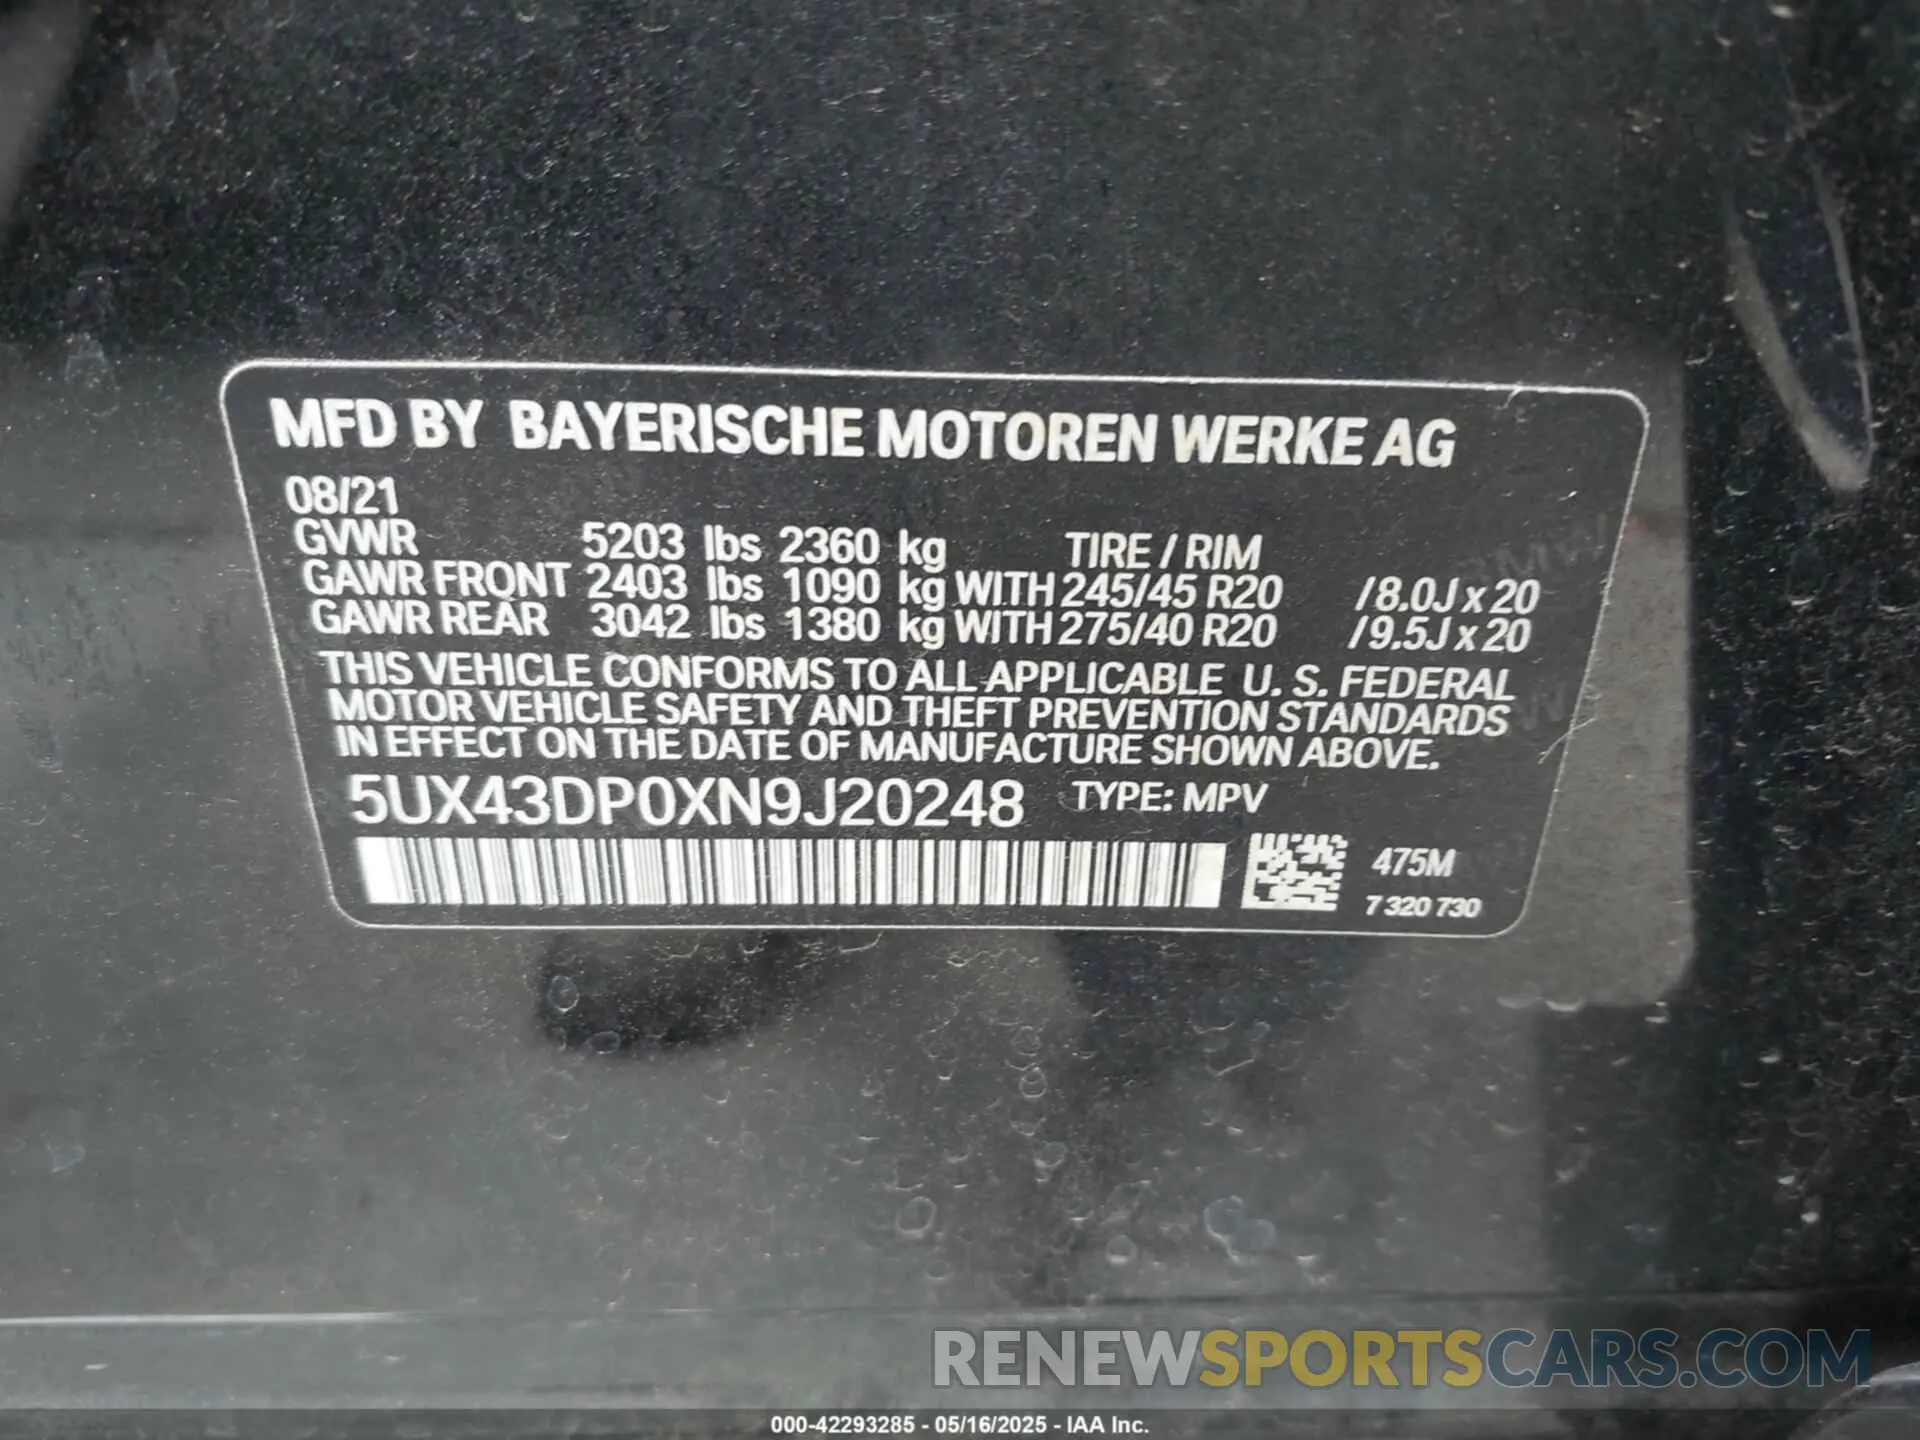 MFD BY BAYERISCHE MOTOREN WERKE AG
08/21
GVWR 5203 lbs 2360 kg TIRE / RIM
GAWR FRONT 2403 lbs 1090 kg WITH 245/45 R20 /8.0J x 20
GAWR REAR 3042 lbs 1380 kg WITH 275/40 R20 /9.5J x 20
THIS VEHICLE CONFORMS TO ALL APPLICABLE U. S. FEDERAL
MOTOR VEHICLE SAFETY AND THEFT PREVENTION STANDARDS
IN EFFECT ON THE DATE OF MANUFACTURE SHOWN ABOVE.
5UX43DP0XN9J20248 TYPE: MPV
475M
7 320 730
RENEWSPORTSCARS.COM
000-42293285 - 05/16/2025 - IAA Inc.